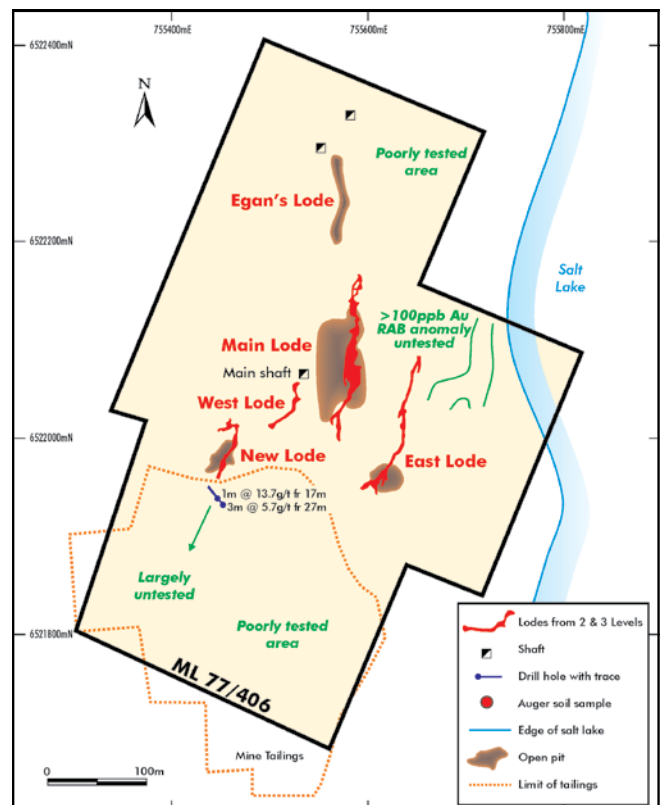 755400mE
755600mE
755800mE
6522400mN
N
Poorly tested
area
Egan's Lode
6522200mN
Salt
Lake
>100ppb Au
RAB anomaly
untested
Main Lode
Main shaft
West Lode
6522000mN
New Lode
East Lode
1m @ 13.7g/t fr 17m
3m @ 5.7g/t fr 27m
Largely
untested
Poorly tested
area
6521800mN
ML 77/406
Mine Tailings
0
100m
Lodes from 2 & 3 Levels
Shaft
Drill hole with trace
Auger soil sample
Edge of salt lake
Open pit
Limit of tailings